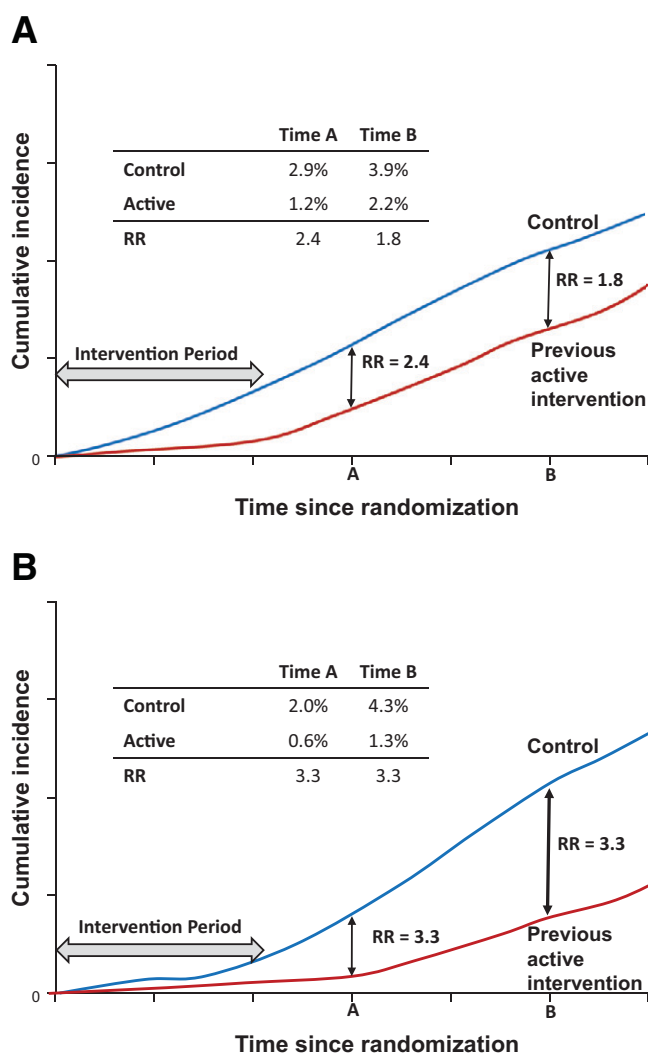 A
Cumulative incidence
Time A Time B
Control 2.9% 3.9%
Active 1.2% 2.2%
RR 2.4 1.8
Control
RR = 1.8
Intervention Period
RR = 2.4
Previous
active
intervention
0
A B
Time since randomization
B
Cumulative incidence
Time A Time B
Control 2.0% 4.3%
Active 0.6% 1.3%
RR 3.3 3.3
Control
RR = 3.3
Intervention Period
RR = 3.3
Previous
active
intervention
0
A B
Time since randomization